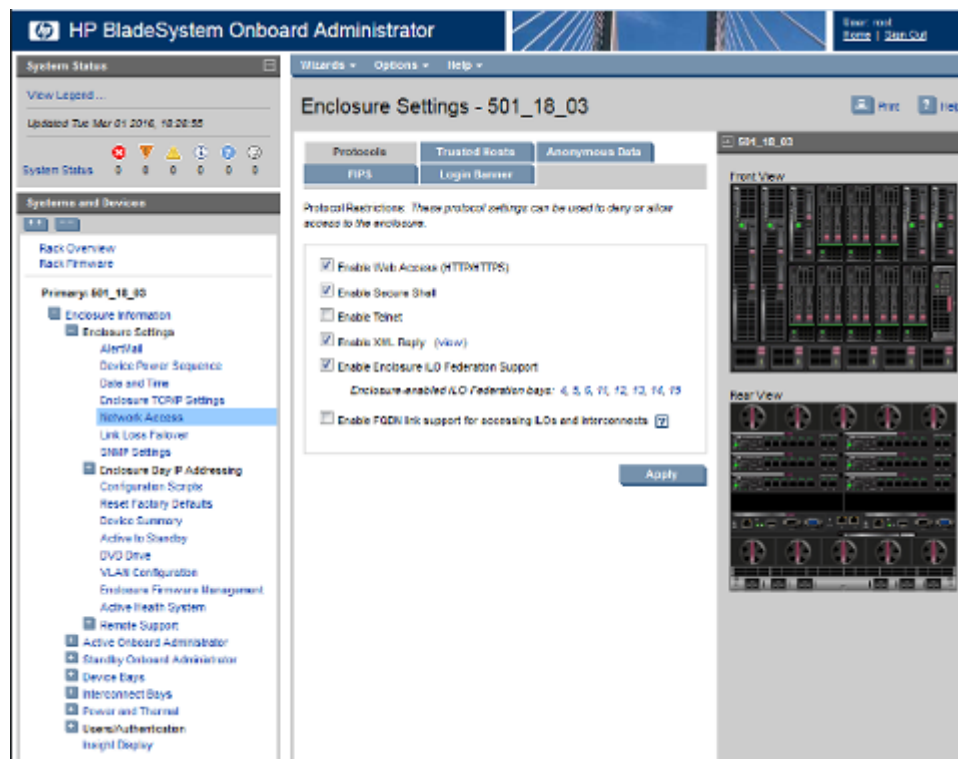 HP BladeSystem Onboard Administrator
User: root
Home | Sign Out
System Status
View Legend...
Updated Tue Mar 01 2016, 18:28:55
System Status 0 0 0 0 0 0
Systems and Devices
Rack Overview
Rack Firmware
Primary: 501_18_03
Enclosure Information
Enclosure Settings
AlertMail
Device Power Sequence
Date and Time
Enclosure TCP/IP Settings
Network Access
Link Loss Failover
SNMP Settings
Enclosure Bay IP Addressing
Configuration Scripts
Reset Factory Defaults
Device Summary
Active to Standby
DVD Drive
VLAN Configuration
Enclosure Firmware Management
Active Health System
Remote Support
Active Onboard Administrator
Standby Onboard Administrator
Device Bays
Interconnect Bays
Power and Thermal
Users/Authentication
Insight Display
Wizards Options Help
Enclosure Settings - 501_18_03
Print
Protocols Trusted Hosts Anonymous Data
FIPS Login Banner
Protocol Restrictions: These protocol settings can be used to deny or allow
access to the enclosure.
Enable Web Access (HTTP/HTTPS)
Enable Secure Shell
Enable Telnet
Enable XML Reply (view)
Enable Enclosure iLO Federation Support
Enclosure-enabled iLO Federation bays: 4, 5, 6, 11, 12, 13, 14, 15
Enable FQDN link support for accessing iLOs and interconnects ?
Apply
501_18_03
Front View
Rear View